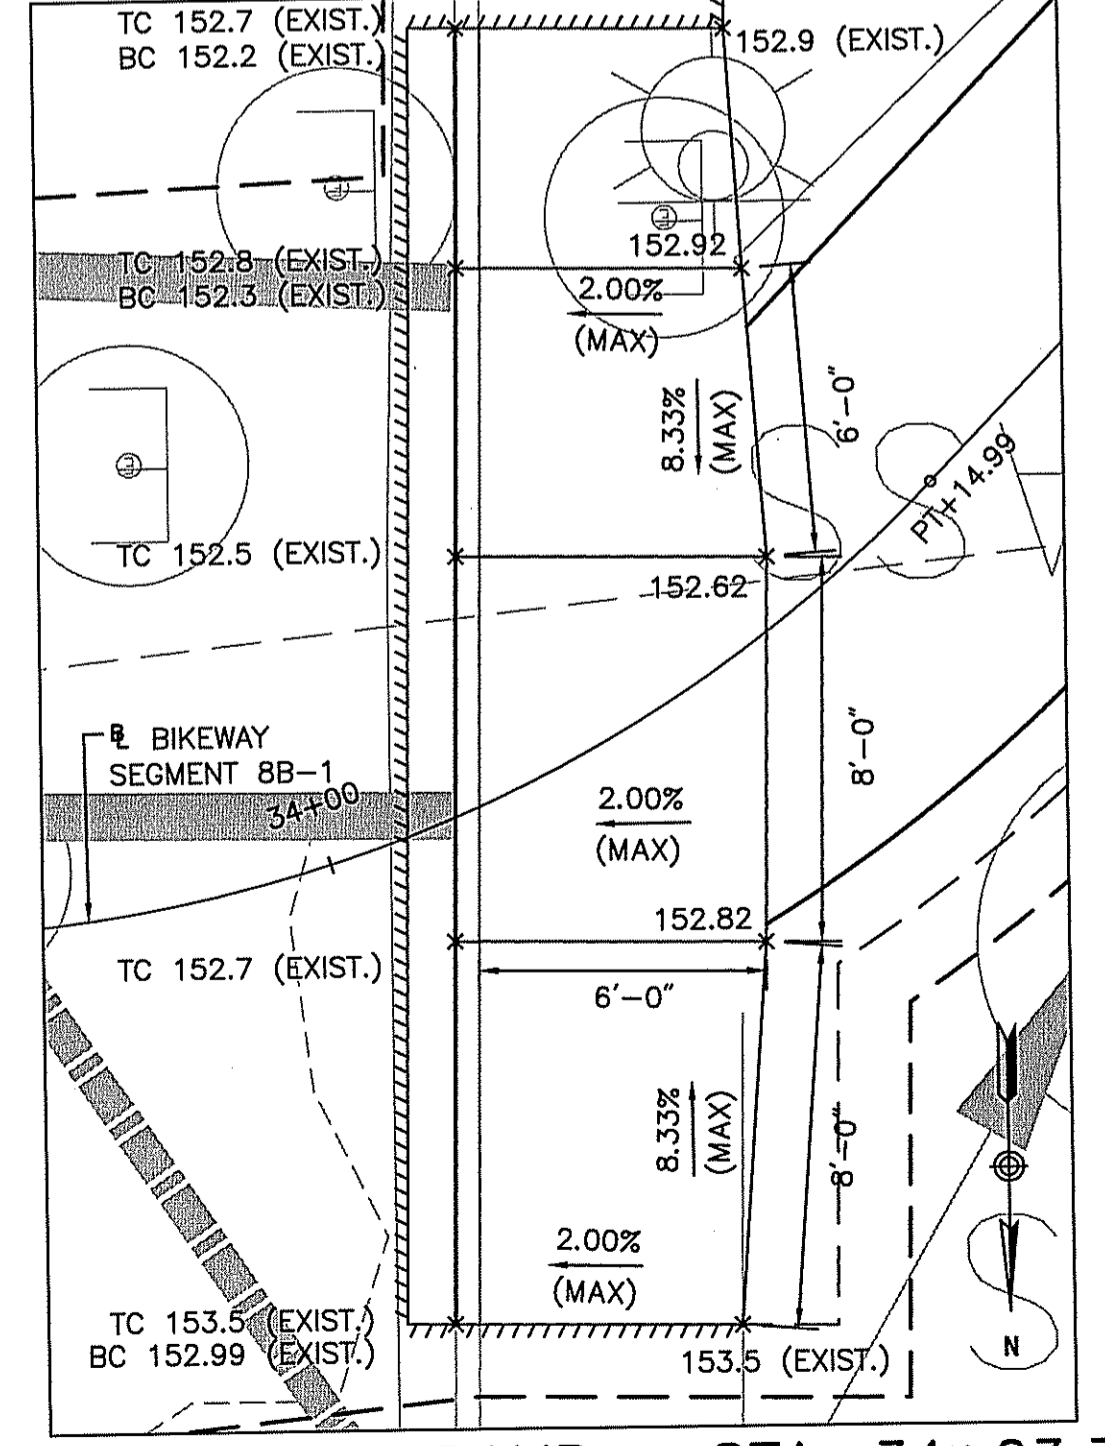 TC 152.7 (EXIST.)
BC 152.2 (EXIST.)
152.9 (EXIST.)
152.92
TC 152.8 (EXIST.)
BC 152.3 (EXIST.)
2.00%
(MAX)
8.33%
(MAX)
6'-0"
PT+14.99
TC 152.5 (EXIST.)
152.62
BL BIKEWAY
SEGMENT 8B-1
34+00
8'-0"
2.00%
(MAX)
152.82
TC 152.7 (EXIST.)
6'-0"
8.33%
(MAX)
8'-0"
2.00%
(MAX)
TC 153.5 (EXIST.)
BC 152.99 (EXIST.)
153.5 (EXIST.)
N